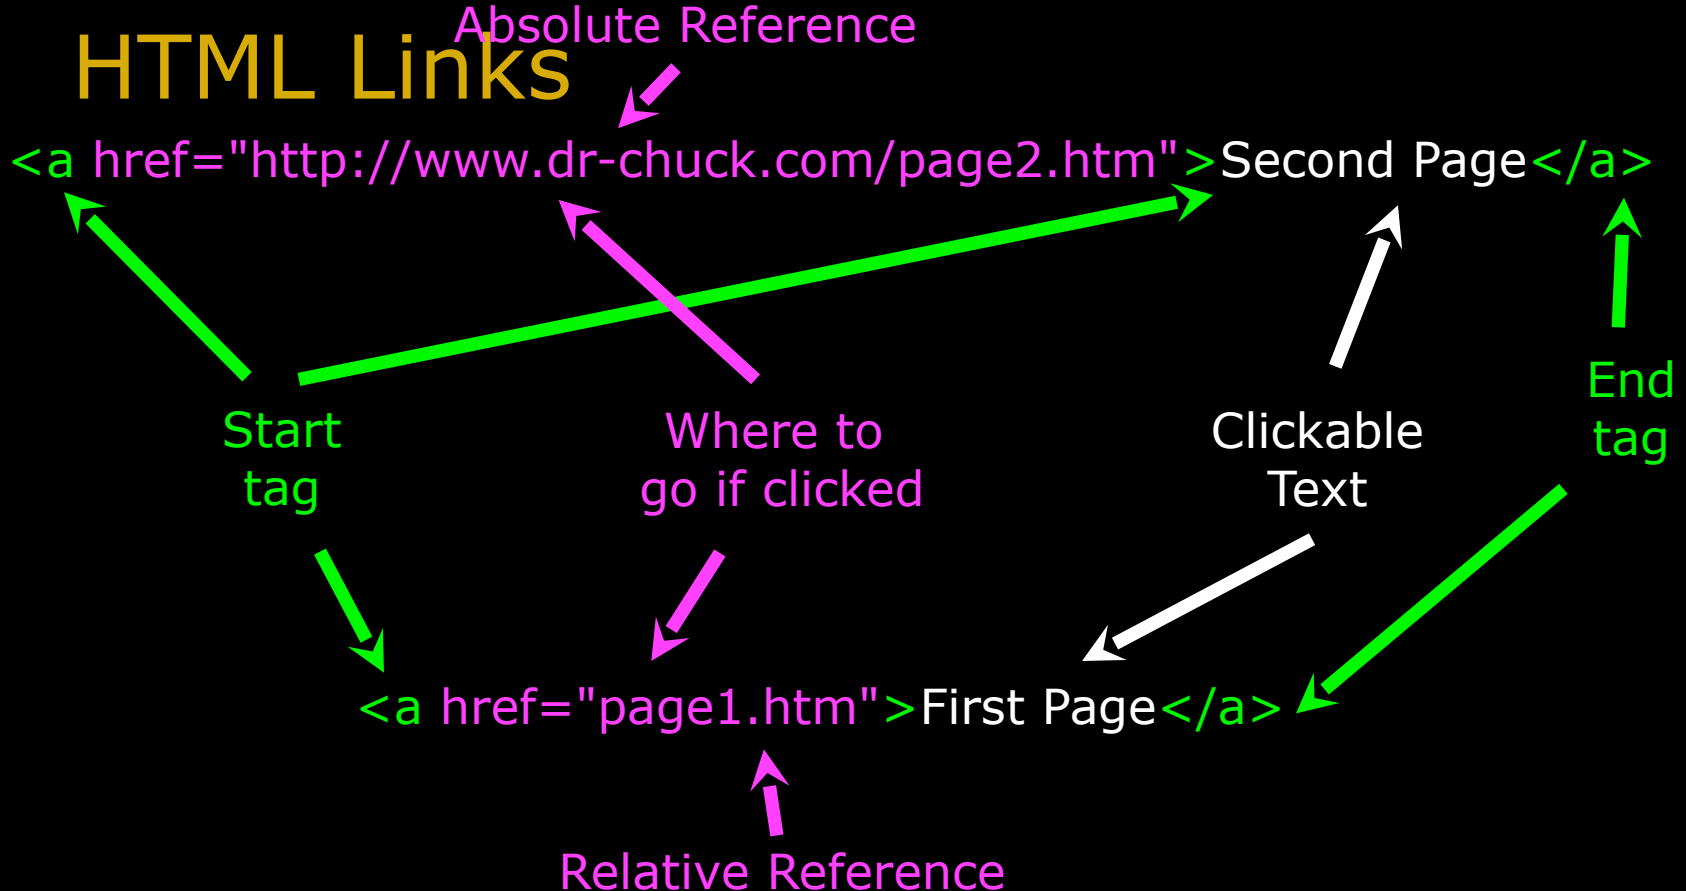 Absolute Reference
HTML Links
<a href="http://www.dr-chuck.com/page2.htm">Second Page</a>
Start
tag
Where to
go if clicked
Clickable
Text
End
tag
<a href="page1.htm">First Page</a>
Relative Reference